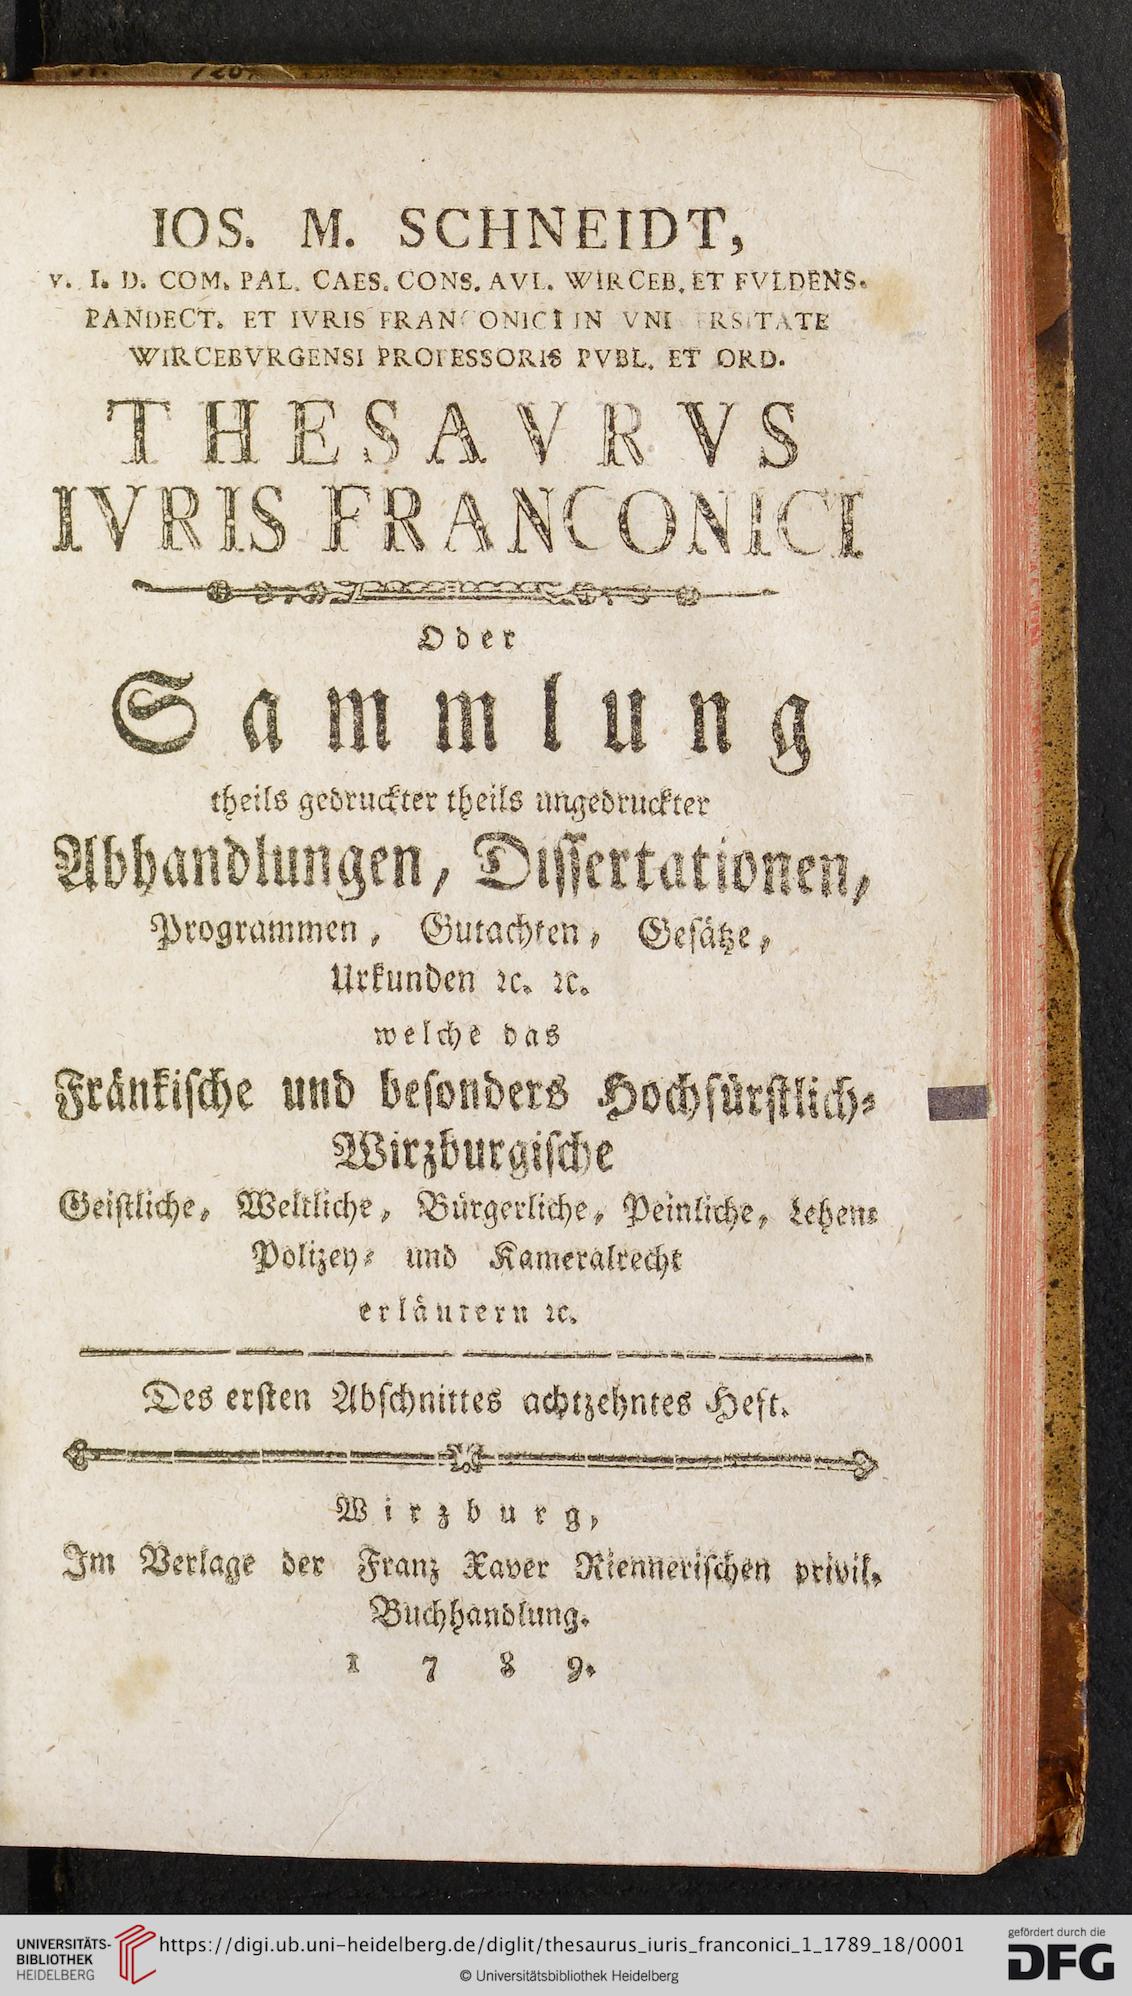 IOS. M. SCHNEIDT,
V. I. D. COM. PAL. CAES. CONS. AVL. WIRCEB. ET FVLDENS.
PANDECT. ET IVRIS FRANCONICI IN VNI ERSITATE
WIRCEBVRGENSI PROFESSORIS PVBL. ET ORD.
THESAVRVS
IVRIS FRANCONICI
Oder
Sammlung
theils gedruckter theils ungedruckter
Abhandlungen, Dissertationen,
Programmen, Gutachten, Gesätze,
Urkunden ꝛc. ꝛc.
welche das
Fränkische und besonders Hochfürstlich-
Wirzburgische
Geistliche, Weltliche, Bürgerliche, Peinliche, Lehen-
Polizey- und Kameralrecht
erläutern ꝛc.
Des ersten Abschnittes achtzehntes Heft.
Wirzburg,
Im Verlage der Franz Xaver Riennerischen privil.
Buchhandlung.
1789.
UNIVERSITÄTS-
BIBLIOTHEK
HEIDELBERG
https://digi.ub.uni-heidelberg.de/diglit/thesaurus_iuris_franconici_1_1789_18/0001
© Universitätsbibliothek Heidelberg
gefördert durch die
DFG